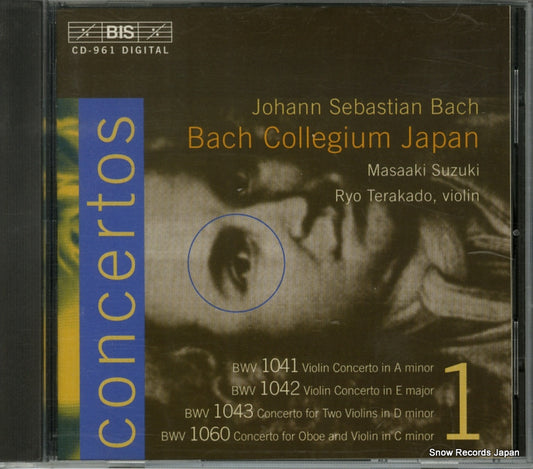 BIS
CD-961 DIGITAL
Johann Sebastian Bach
Bach Collegium Japan
Masaaki Suzuki
Ryo Terakado, violin
concertos
BWV 1041 Violin Concerto in A minor
BWV 1042 Violin Concerto in E major
BWV 1043 Concerto for Two Violins in D minor
BWV 1060 Concerto for Oboe and Violin in C minor
1
Snow Records Japan